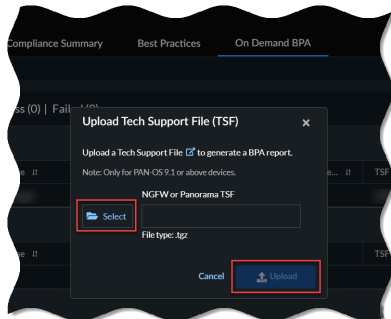 Compliance Summary Best Practices On Demand BPA
Upload Tech Support File (TSF)
Upload a Tech Support File to generate a BPA report.
Note: Only for PAN-OS 9.1 or above devices.
TSF
NGFW or Panorama TSF
Select
File type: .tgz
Cancel Upload